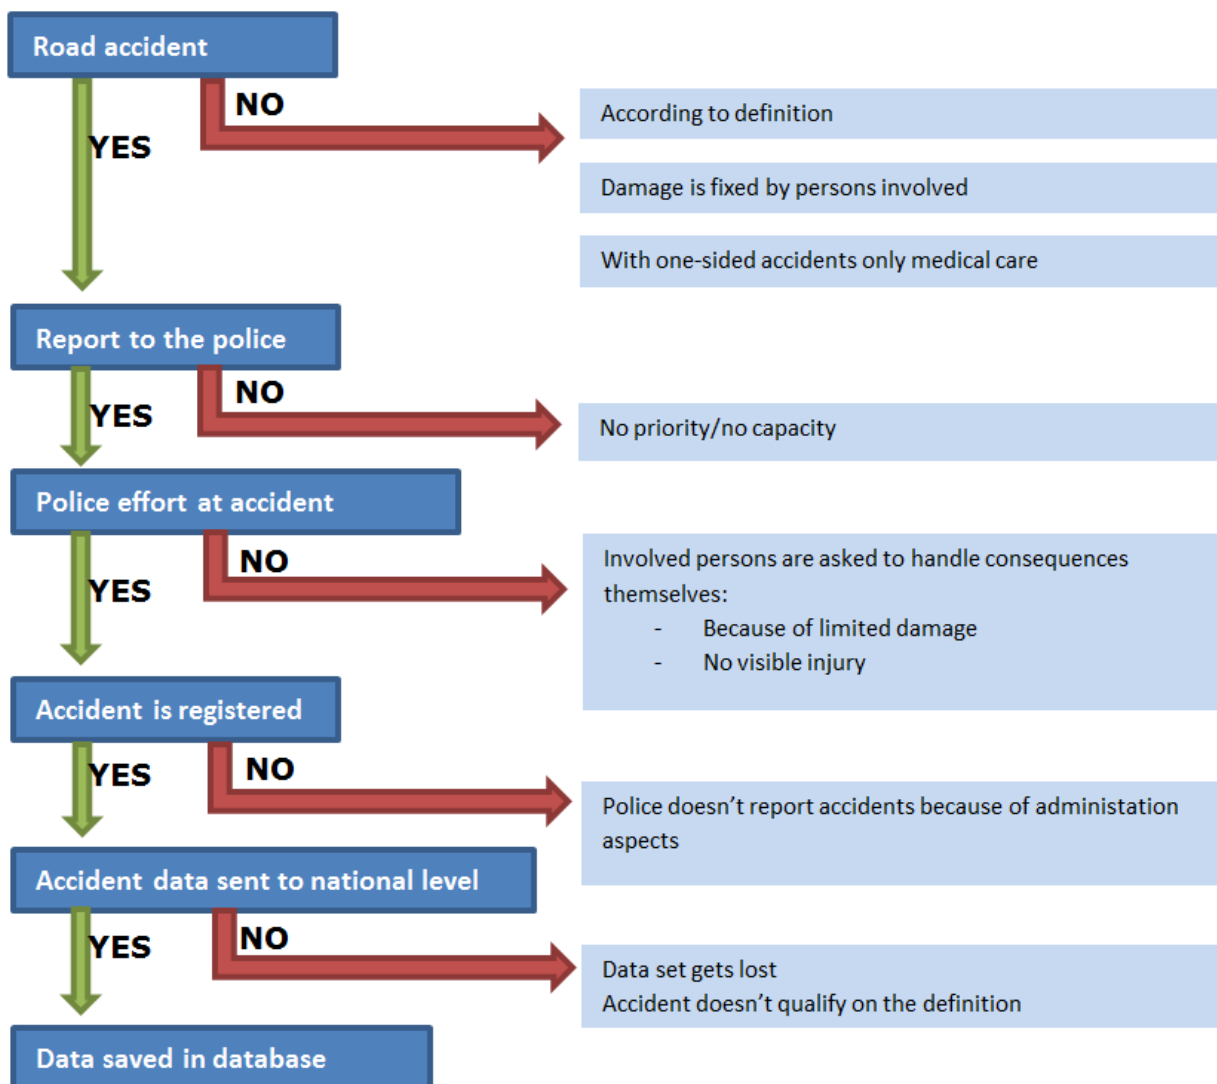 Road accident
NO
According to definition
YES
Damage is fixed by persons involved
With one-sided accidents only medical care
Report to the police
NO
YES
No priority/no capacity
Police effort at accident
NO
YES
Involved persons are asked to handle consequences
themselves:
- Because of limited damage
- No visible injury
Accident is registered
NO
YES
Police doesn't report accidents because of administation
aspects
Accident data sent to national level
NO
YES
Data set gets lost
Accident doesn't qualify on the definition
Data saved in database